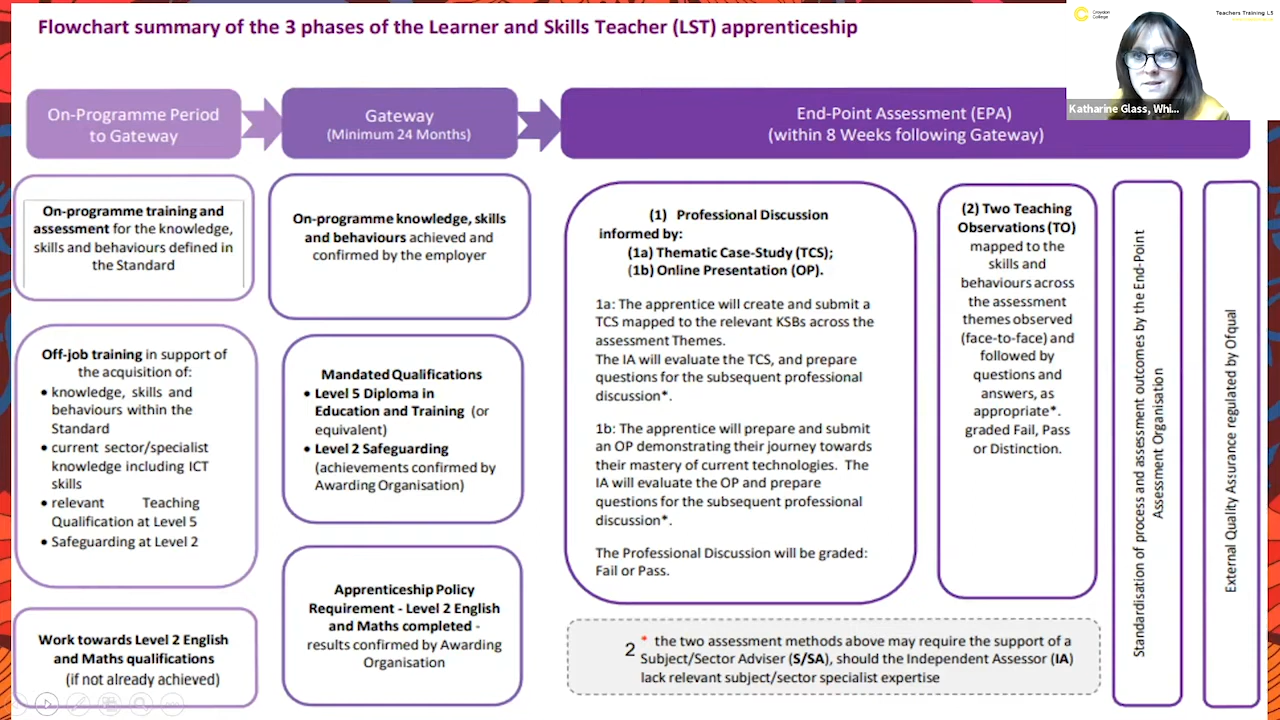 Flowchart summary of the 3 phases of the Learner and Skills Teacher (LST) apprenticeship
Croydon
College
Teachers Training L5
Katharine Glass, Whi...
On-Programme Period
to Gateway
Gateway
(Minimum 24 Months)
End-Point Assessment (EPA)
(within 8 Weeks following Gateway)
On-programme training and
assessment for the knowledge,
skills and behaviours defined in
the Standard
Off-job training in support of
the acquisition of:
• knowledge, skills and
behaviours within the
Standard
• current sector/specialist
knowledge including ICT
skills
• relevant Teaching
Qualification at Level 5
• Safeguarding at Level 2
Work towards Level 2 English
and Maths qualifications
(if not already achieved)
On-programme knowledge, skills
and behaviours achieved and
confirmed by the employer
Mandated Qualifications
• Level 5 Diploma in
Education and Training (or
equivalent)
• Level 2 Safeguarding
(achievements confirmed by
Awarding Organisation)
Apprenticeship Policy
Requirement - Level 2 English
and Maths completed -
results confirmed by Awarding
Organisation
(1) Professional Discussion
informed by:
(1a) Thematic Case-Study (TCS);
(1b) Online Presentation (OP).
1a: The apprentice will create and submit a
TCS mapped to the relevant KSBs across the
assessment Themes.
The IA will evaluate the TCS, and prepare
questions for the subsequent professional
discussion*.
1b: The apprentice will prepare and submit
an OP demonstrating their journey towards
their mastery of current technologies. The
IA will evaluate the OP and prepare
questions for the subsequent professional
discussion*.
The Professional Discussion will be graded:
Fail or Pass.
(2) Two Teaching
Observations (TO)
mapped to the
skills and
behaviours across
the assessment
themes observed
(face-to-face) and
followed by
questions and
answers, as
appropriate*.
graded Fail, Pass
or Distinction.
2 * the two assessment methods above may require the support of a
Subject/Sector Adviser (S/SA), should the Independent Assessor (IA)
lack relevant subject/sector specialist expertise
Standardisation of process and assessment outcomes by the End-Point
Assessment Organisation
External Quality Assurance regulated by Ofqual